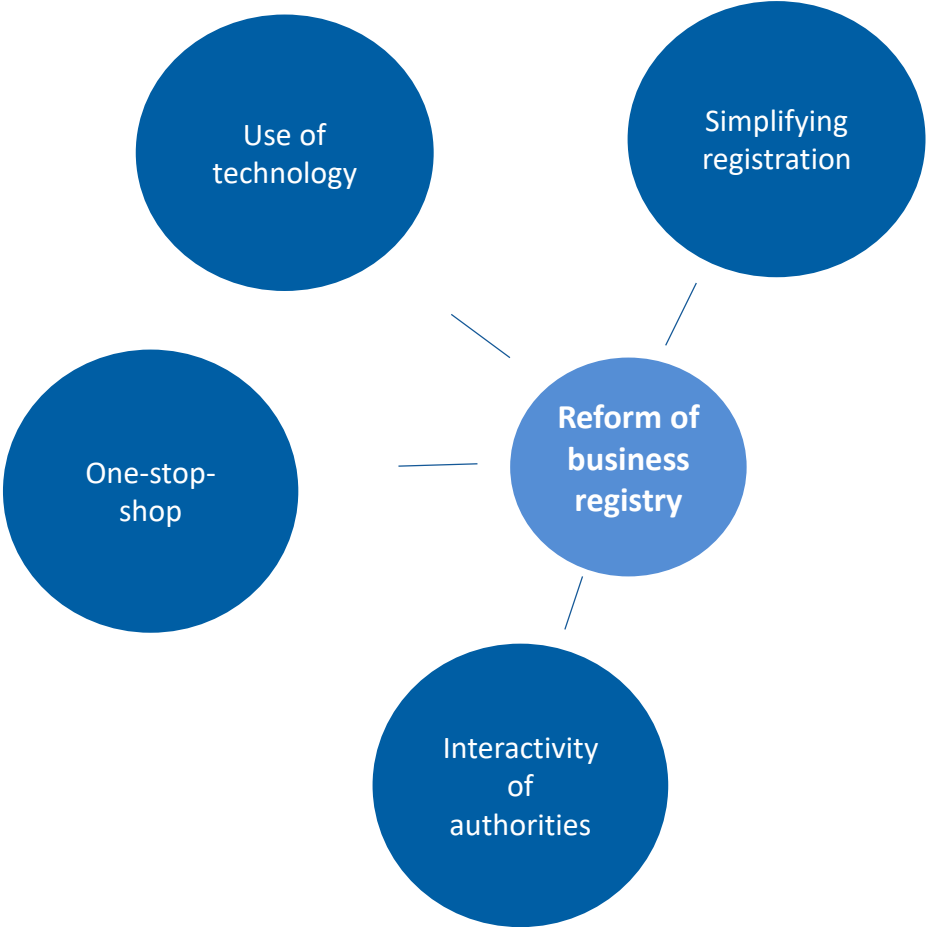 Use of
technology
Simplifying
registration
One-stop-
shop
Reform of
business
registry
Interactivity
of
authorities